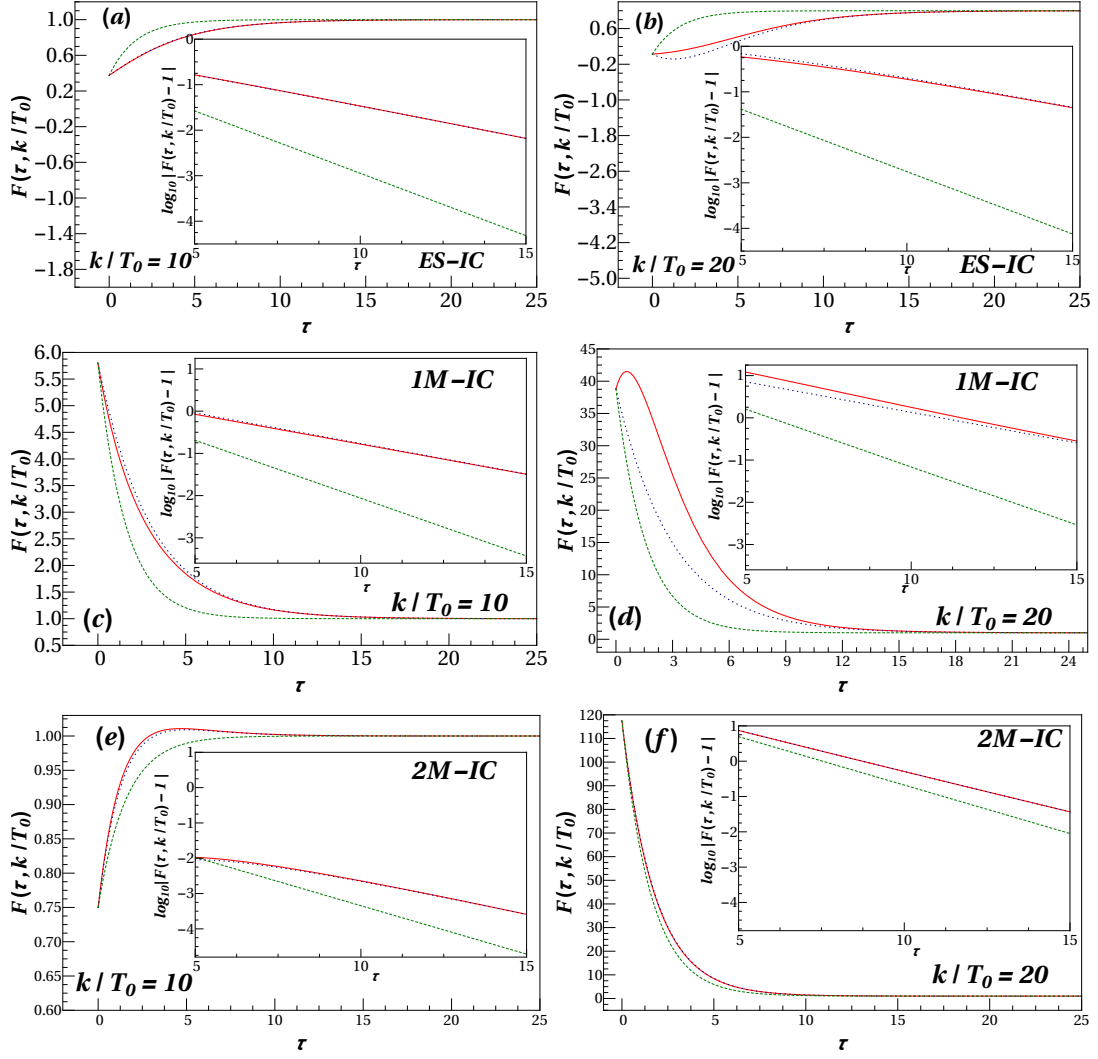 (a)
F(τ, k/T₀)
1.0
0.6
0.2
−0.2
−0.6
−1.0
−1.4
−1.8
log₁₀|F(τ, k/T₀) − 1|
0
−1
−2
−3
−4
5 10 15
τ
k/T₀ = 10 ES−IC
0 5 10 15 20 25
τ
(b)
F(τ, k/T₀)
−0.2
−1.0
−1.8
−2.6
−3.4
−4.2
−5.0
log₁₀|F(τ, k/T₀) − 1|
0
−1
−2
−3
−4
5 10 15
τ
k/T₀ = 20 ES−IC
0 5 10 15 20 25
τ
F(τ, k/T₀)
6.0
5.5
5.0
4.5
4.0
3.5
3.0
2.5
2.0
1.5
1.0
0.5
log₁₀|F(τ, k/T₀) − 1|
1M−IC
1
0
−1
−2
−3
5 10 15
τ
(c) k/T₀ = 10
0 5 10 15 20 25
τ
F(τ, k/T₀)
45
40
35
30
25
20
15
10
5
0
log₁₀|F(τ, k/T₀) − 1|
1M−IC
1
0
−1
−2
−3
5 10 15
τ
(d) k/T₀ = 20
0 3 6 9 12 15 18 21 24
τ
(e)
F(τ, k/T₀)
1.00
0.95
0.90
0.85
0.80
0.75
0.70
0.65
0.60
log₁₀|F(τ, k/T₀) − 1|
2M−IC
1
0
−1
−2
−3
−4
5 10 15
τ
k/T₀ = 10
0 5 10 15 20 25
τ
(f)
F(τ, k/T₀)
120
110
100
90
80
70
60
50
40
30
20
10
0
log₁₀|F(τ, k/T₀) − 1|
2M−IC
1
0
−1
−2
−3
−4
5 10 15
τ
k/T₀ = 20
0 5 10 15 20 25
τ